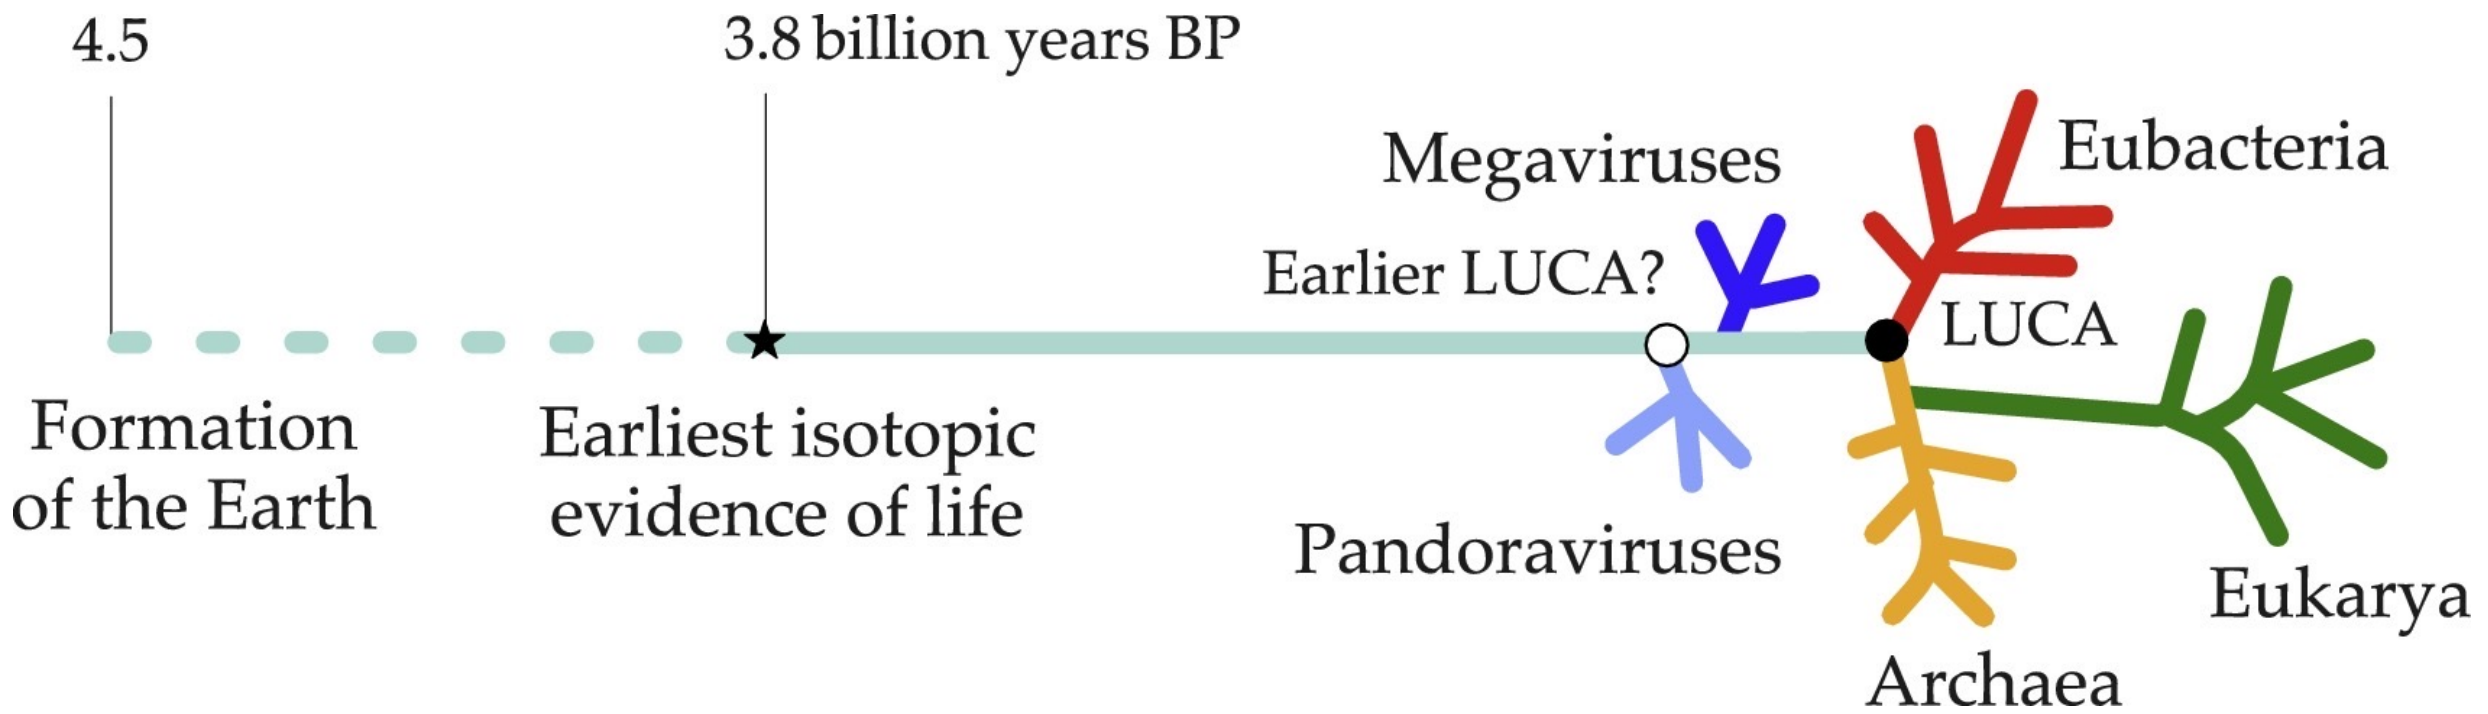 4.5
3.8 billion years BP
Megaviruses
Eubacteria
Earlier LUCA?
LUCA
Formation
of the Earth
Earliest isotopic
evidence of life
Pandoraviruses
Eukarya
Archaea